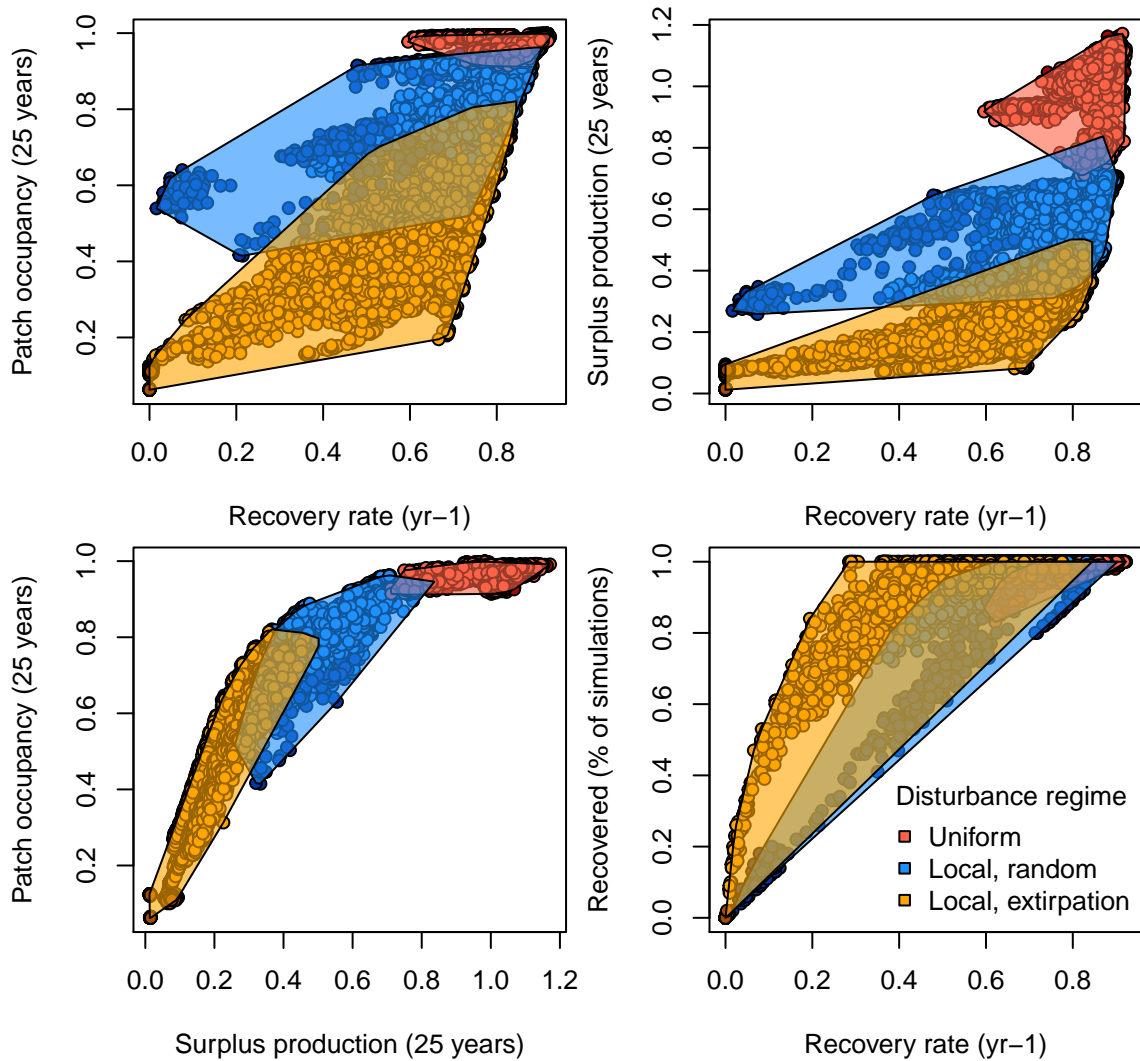 Patch occupancy (25 years)
0.2 0.4 0.6 0.8 1.0
0.0 0.2 0.4 0.6 0.8
Recovery rate (yr−1)
Surplus production (25 years)
0.0 0.2 0.4 0.6 0.8 1.0 1.2
0.0 0.2 0.4 0.6 0.8
Recovery rate (yr−1)
Patch occupancy (25 years)
0.2 0.4 0.6 0.8 1.0
0.0 0.2 0.4 0.6 0.8 1.0 1.2
Surplus production (25 years)
Recovered (% of simulations)
0.0 0.2 0.4 0.6 0.8 1.0
Disturbance regime
Uniform
Local, random
Local, extirpation
0.0 0.2 0.4 0.6 0.8
Recovery rate (yr−1)